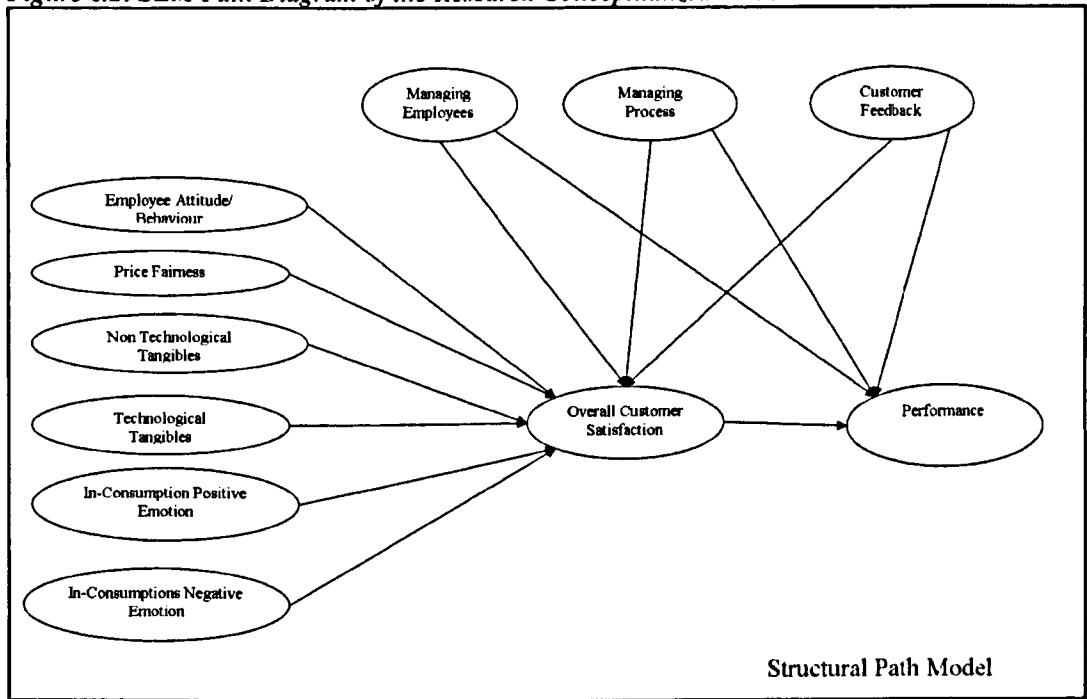 Managing
Employees
Managing
Process
Customer
Feedback
Employee Attitude/
Behaviour
Price Fairness
Non Technological
Tangibles
Technological
Tangibles
Overall Customer
Satisfaction
Performance
In-Consumption Positive
Emotion
In-Consumptions Negative
Emotion
Structural Path Model